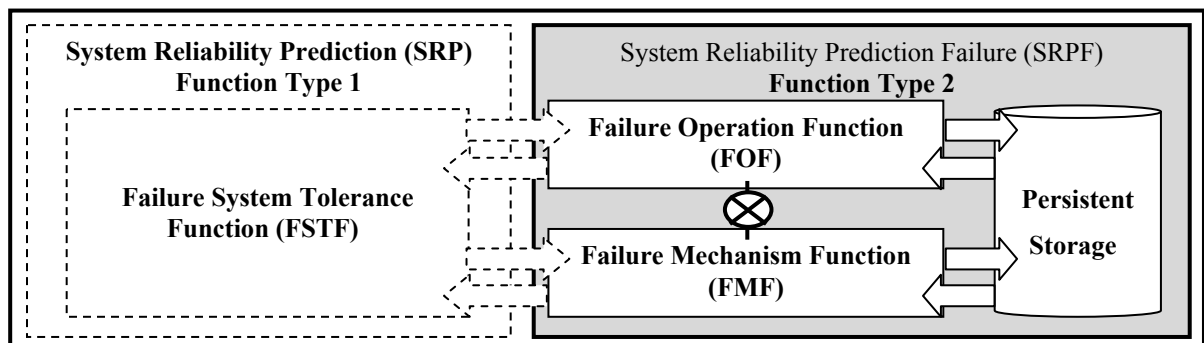 System Reliability Prediction (SRP)
Function Type 1
Failure System Tolerance
Function (FSTF)
System Reliability Prediction Failure (SRPF)
Function Type 2
Failure Operation Function
(FOF)
Failure Mechanism Function
(FMF)
Persistent
Storage